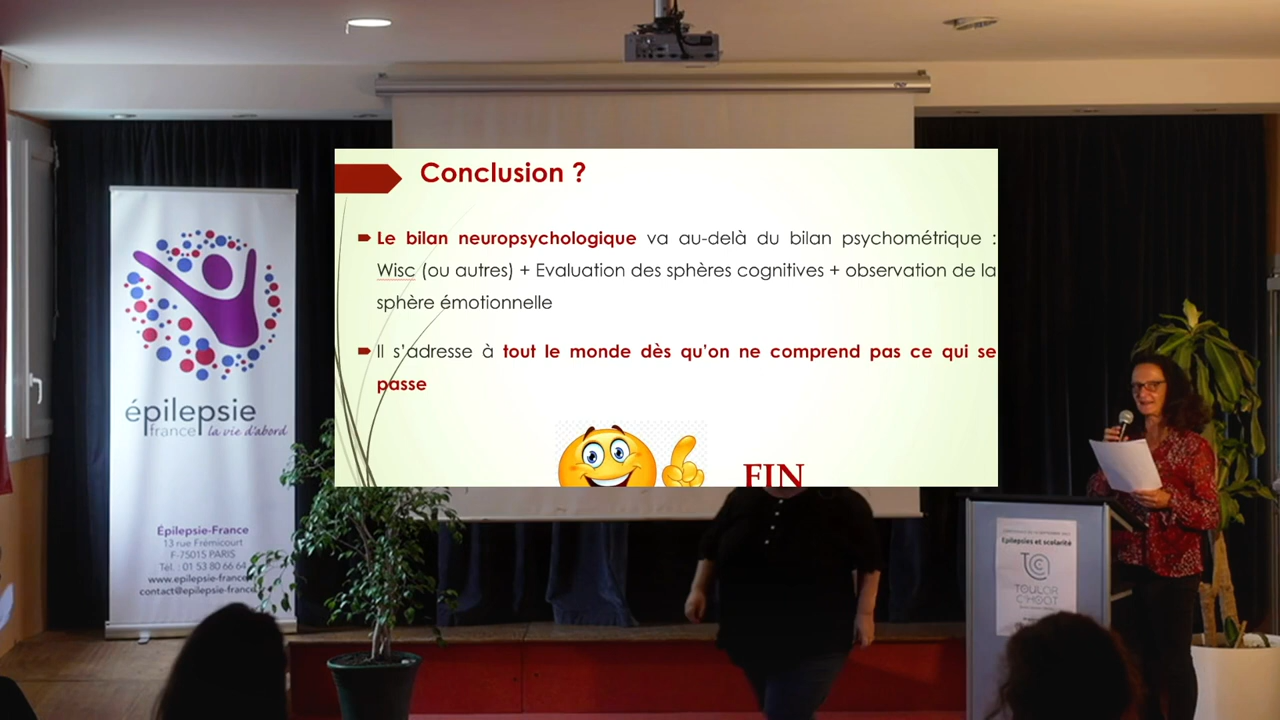 Conclusion ?
Le bilan neuropsychologique va au-delà du bilan psychométrique :
Wisc (ou autres) + Evaluation des sphères cognitives + observation de la
sphère émotionnelle
Il s'adresse à tout le monde dès qu'on ne comprend pas ce qui se
passe
FIN
épilepsie
france la vie d'abord
Épilepsie-France
13 rue Frémicourt
F-75015 PARIS
Tél. : 01 53 80 66 64
www.epilepsie-france
contact@epilepsie-france
Epilepsies et scolarité
TOULOR
C'HOAT